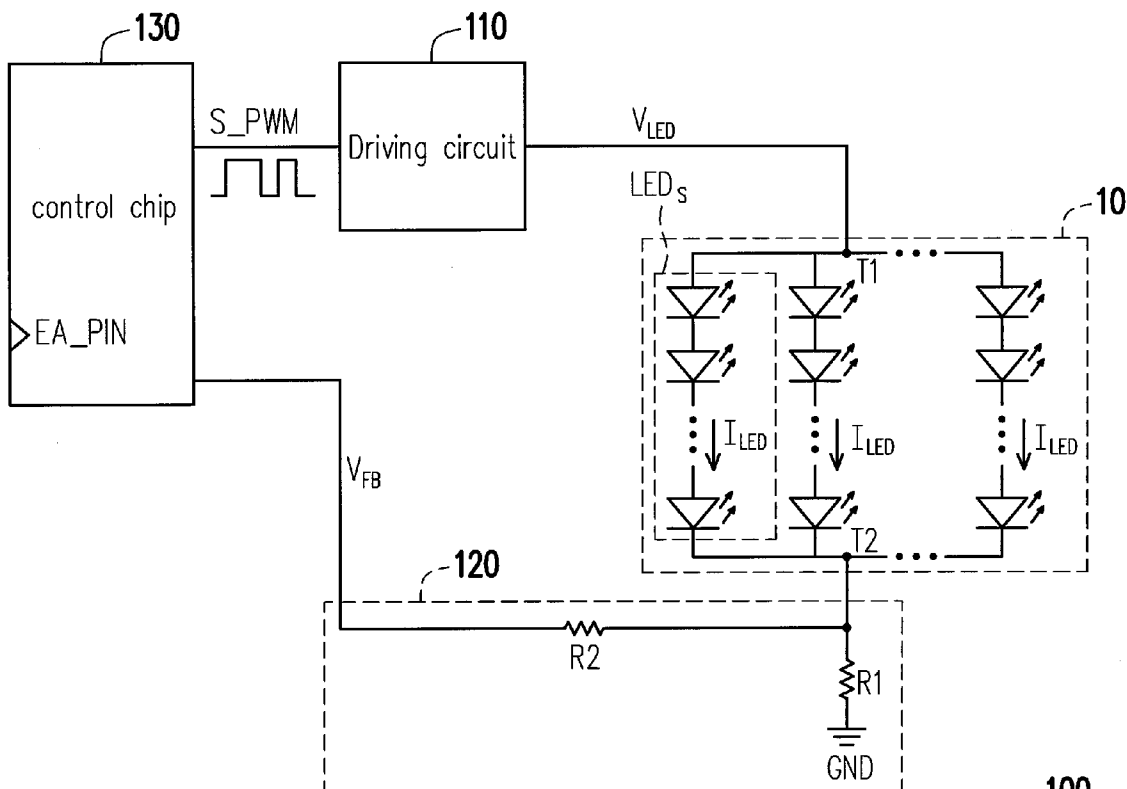 130
110
S_PWM
V_LED
Driving circuit
LED_S
control chip
10
T1
EA_PIN
I_LED
I_LED
I_LED
V_FB
T2
120
R2
R1
GND